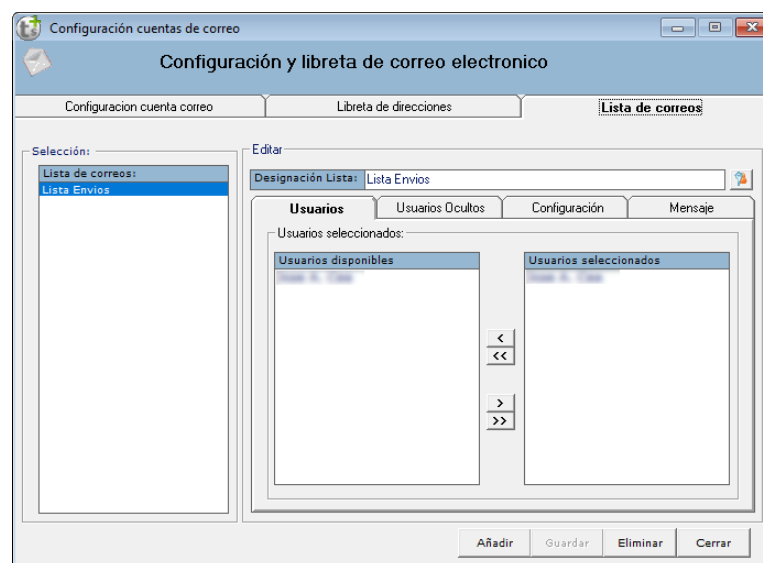 Configuración cuentas de correo
Configuración y libreta de correo electronico
Configuracion cuenta correo
Libreta de direcciones
Lista de correos
Selección:
Lista de correos:
Lista Envios
Editar
Designación Lista: Lista Envios
Usuarios
Usuarios Ocultos
Configuración
Mensaje
Usuarios seleccionados:
Usuarios disponibles
Usuarios seleccionados
<
<<
>
>>
Añadir
Guardar
Eliminar
Cerrar